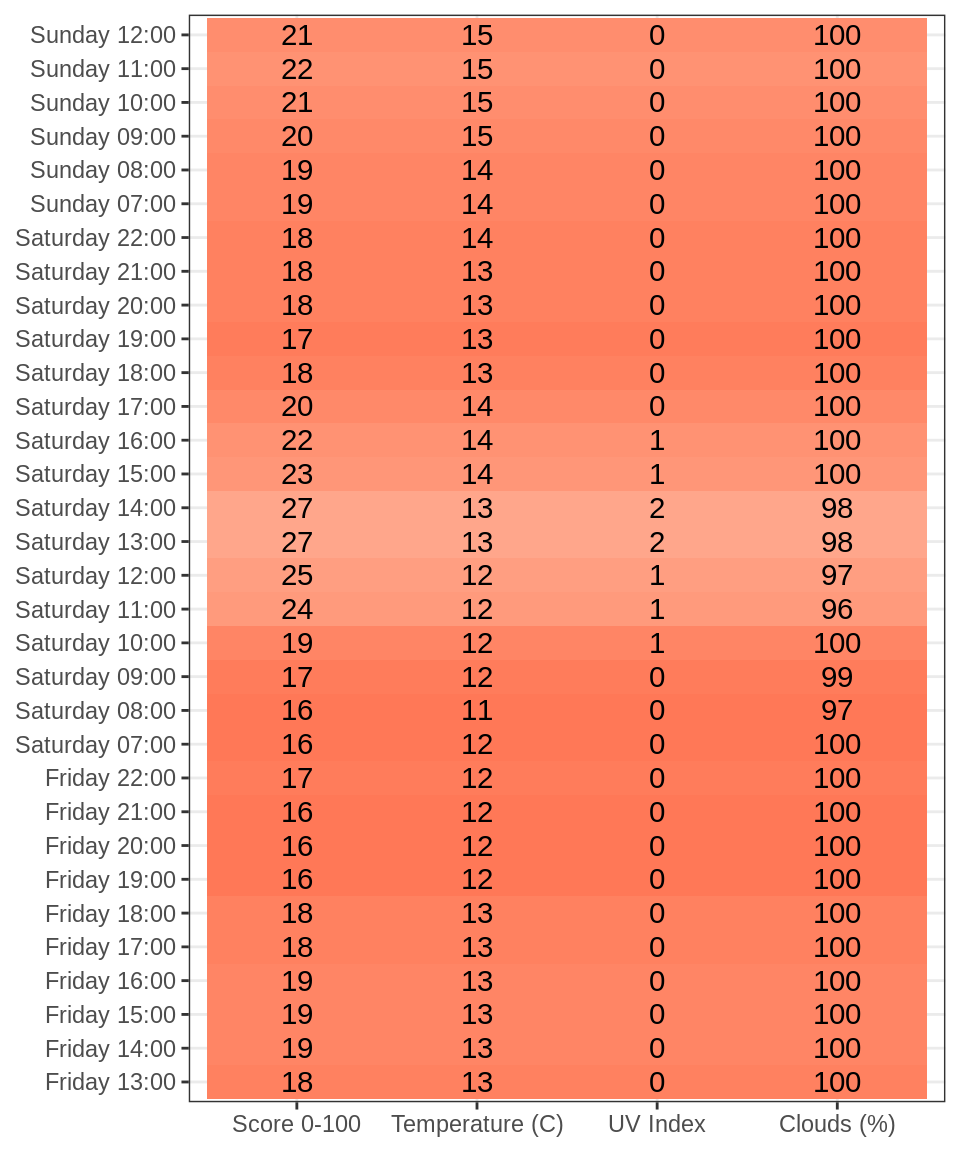 Sunday 12:00 21 15 0 100
Sunday 11:00 22 15 0 100
Sunday 10:00 21 15 0 100
Sunday 09:00 20 15 0 100
Sunday 08:00 19 14 0 100
Sunday 07:00 19 14 0 100
Saturday 22:00 18 14 0 100
Saturday 21:00 18 13 0 100
Saturday 20:00 18 13 0 100
Saturday 19:00 17 13 0 100
Saturday 18:00 18 13 0 100
Saturday 17:00 20 14 0 100
Saturday 16:00 22 14 1 100
Saturday 15:00 23 14 1 100
Saturday 14:00 27 13 2 98
Saturday 13:00 27 13 2 98
Saturday 12:00 25 12 1 97
Saturday 11:00 24 12 1 96
Saturday 10:00 19 12 1 100
Saturday 09:00 17 12 0 99
Saturday 08:00 16 11 0 97
Saturday 07:00 16 12 0 100
Friday 22:00 17 12 0 100
Friday 21:00 16 12 0 100
Friday 20:00 16 12 0 100
Friday 19:00 16 12 0 100
Friday 18:00 18 13 0 100
Friday 17:00 18 13 0 100
Friday 16:00 19 13 0 100
Friday 15:00 19 13 0 100
Friday 14:00 19 13 0 100
Friday 13:00 18 13 0 100
Score 0-100 Temperature (C) UV Index Clouds (%)